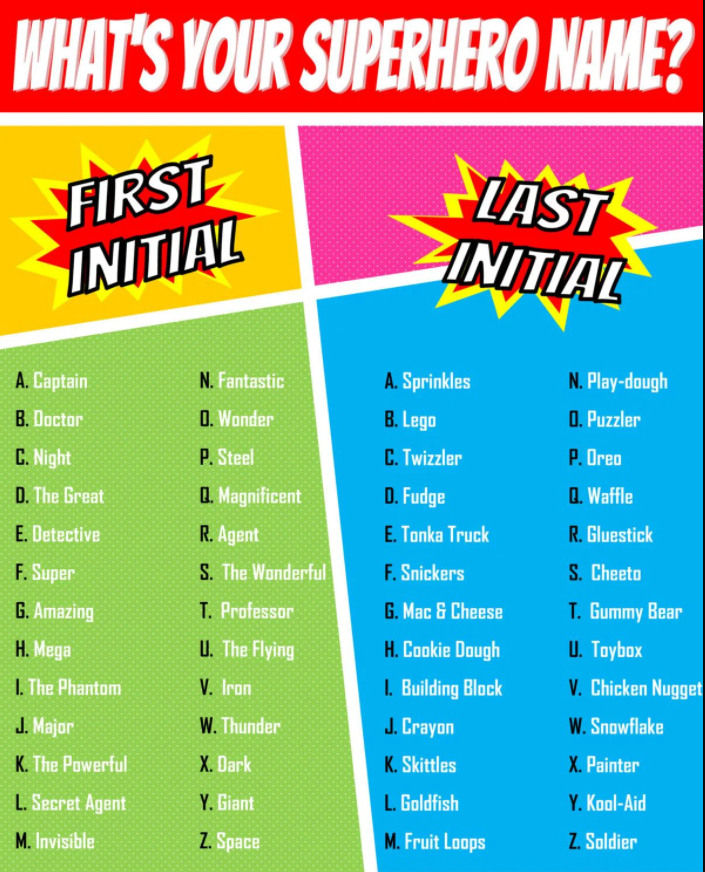 WHAT'S YOUR SUPERHERO NAME?
FIRST
INITIAL
A. Captain
B. Doctor
C. Night
D. The Great
E. Detective
F. Super
G. Amazing
H. Mega
I. The Phantom
J. Major
K. The Powerful
L. Secret Agent
M. Invisible
N. Fantastic
O. Wonder
P. Steel
Q. Magnificent
R. Agent
S. The Wonderful
T. Professor
U. The Flying
V. Iron
W. Thunder
X. Dark
Y. Giant
Z. Space
LAST
INITIAL
A. Sprinkles
B. Lego
C. Twizzler
D. Fudge
E. Tonka Truck
F. Snickers
G. Mac & Cheese
H. Cookie Dough
I. Building Block
J. Crayon
K. Skittles
L. Goldfish
M. Fruit Loops
N. Play-dough
O. Puzzler
P. Oreo
Q. Waffle
R. Gluestick
S. Cheeto
T. Gummy Bear
U. Toybox
V. Chicken Nugget
W. Snowflake
X. Painter
Y. Kool-Aid
Z. Soldier